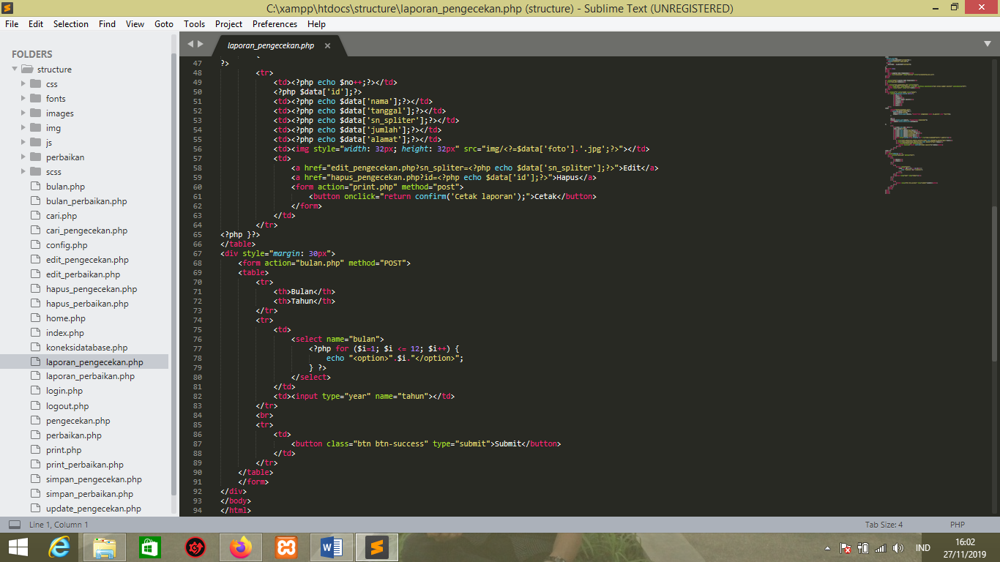 C:\xampp\htdocs\structure\laporan_pengecekan.php (structure) - Sublime Text (UNREGISTERED)
File Edit Selection Find View Goto Tools Project Preferences Help
FOLDERS
structure
css
fonts
images
img
js
perbaikan
scss
bulan.php
bulan_perbaikan.php
cari.php
cari_pengecekan.php
config.php
edit_pengecekan.php
edit_perbaikan.php
hapus_pengecekan.php
hapus_perbaikan.php
home.php
index.php
koneksidatabase.php
laporan_pengecekan.php
laporan_perbaikan.php
login.php
logout.php
pengecekan.php
perbaikan.php
print.php
print_perbaikan.php
simpan_pengecekan.php
simpan_perbaikan.php
update_pengecekan.php
laporan_pengecekan.php
47 ?>
48 <tr>
49 <td><?php echo $no++;?></td>
50 <?php $data['id'];?>
51 <td><?php echo $data['nama'];?></td>
52 <td><?php echo $data['tanggal'];?></td>
53 <td><?php echo $data['sn_spliter'];?></td>
54 <td><?php echo $data['jumlah'];?></td>
55 <td><?php echo $data['alamat'];?></td>
56 <td><img style="width: 32px; height: 32px" src="img/<?=$data['foto'].'.jpg';?>"></td>
57 <td>
58 <a href="edit_pengecekan.php?sn_spliter=<?php echo $data['sn_spliter'];?>">Edit</a>
59 <a href="hapus_pengecekan.php?id=<?php echo $data['id'];?>">Hapus</a>
60 <form action="print.php" method="post">
61 <button onclick="return confirm('Cetak laporan');">Cetak</button>
62 </form>
63 </td>
64 </tr>
65 <?php }?>
66 </table>
67 <div style="margin: 30px">
68 <form action="bulan.php" method="POST">
69 <table>
70 <tr>
71 <th>Bulan</th>
72 <th>Tahun</th>
73 </tr>
74 <tr>
75 <td>
76 <select name="bulan">
77 <?php for ($i=1; $i <= 12; $i++) {
78 echo "<option>".$i."</option>";
79 } ?>
80 </select>
81 </td>
82 <td><input type="year" name="tahun"></td>
83 </tr>
84 <br>
85 <tr>
86 <td>
87 <button class="btn btn-success" type="submit">Submit</button>
88 </td>
89 </tr>
90 </table>
91 </form>
92 </div>
93 </body>
94 </html>
Line 1, Column 1
Tab Size: 4
PHP
IND
16:02
27/11/2019